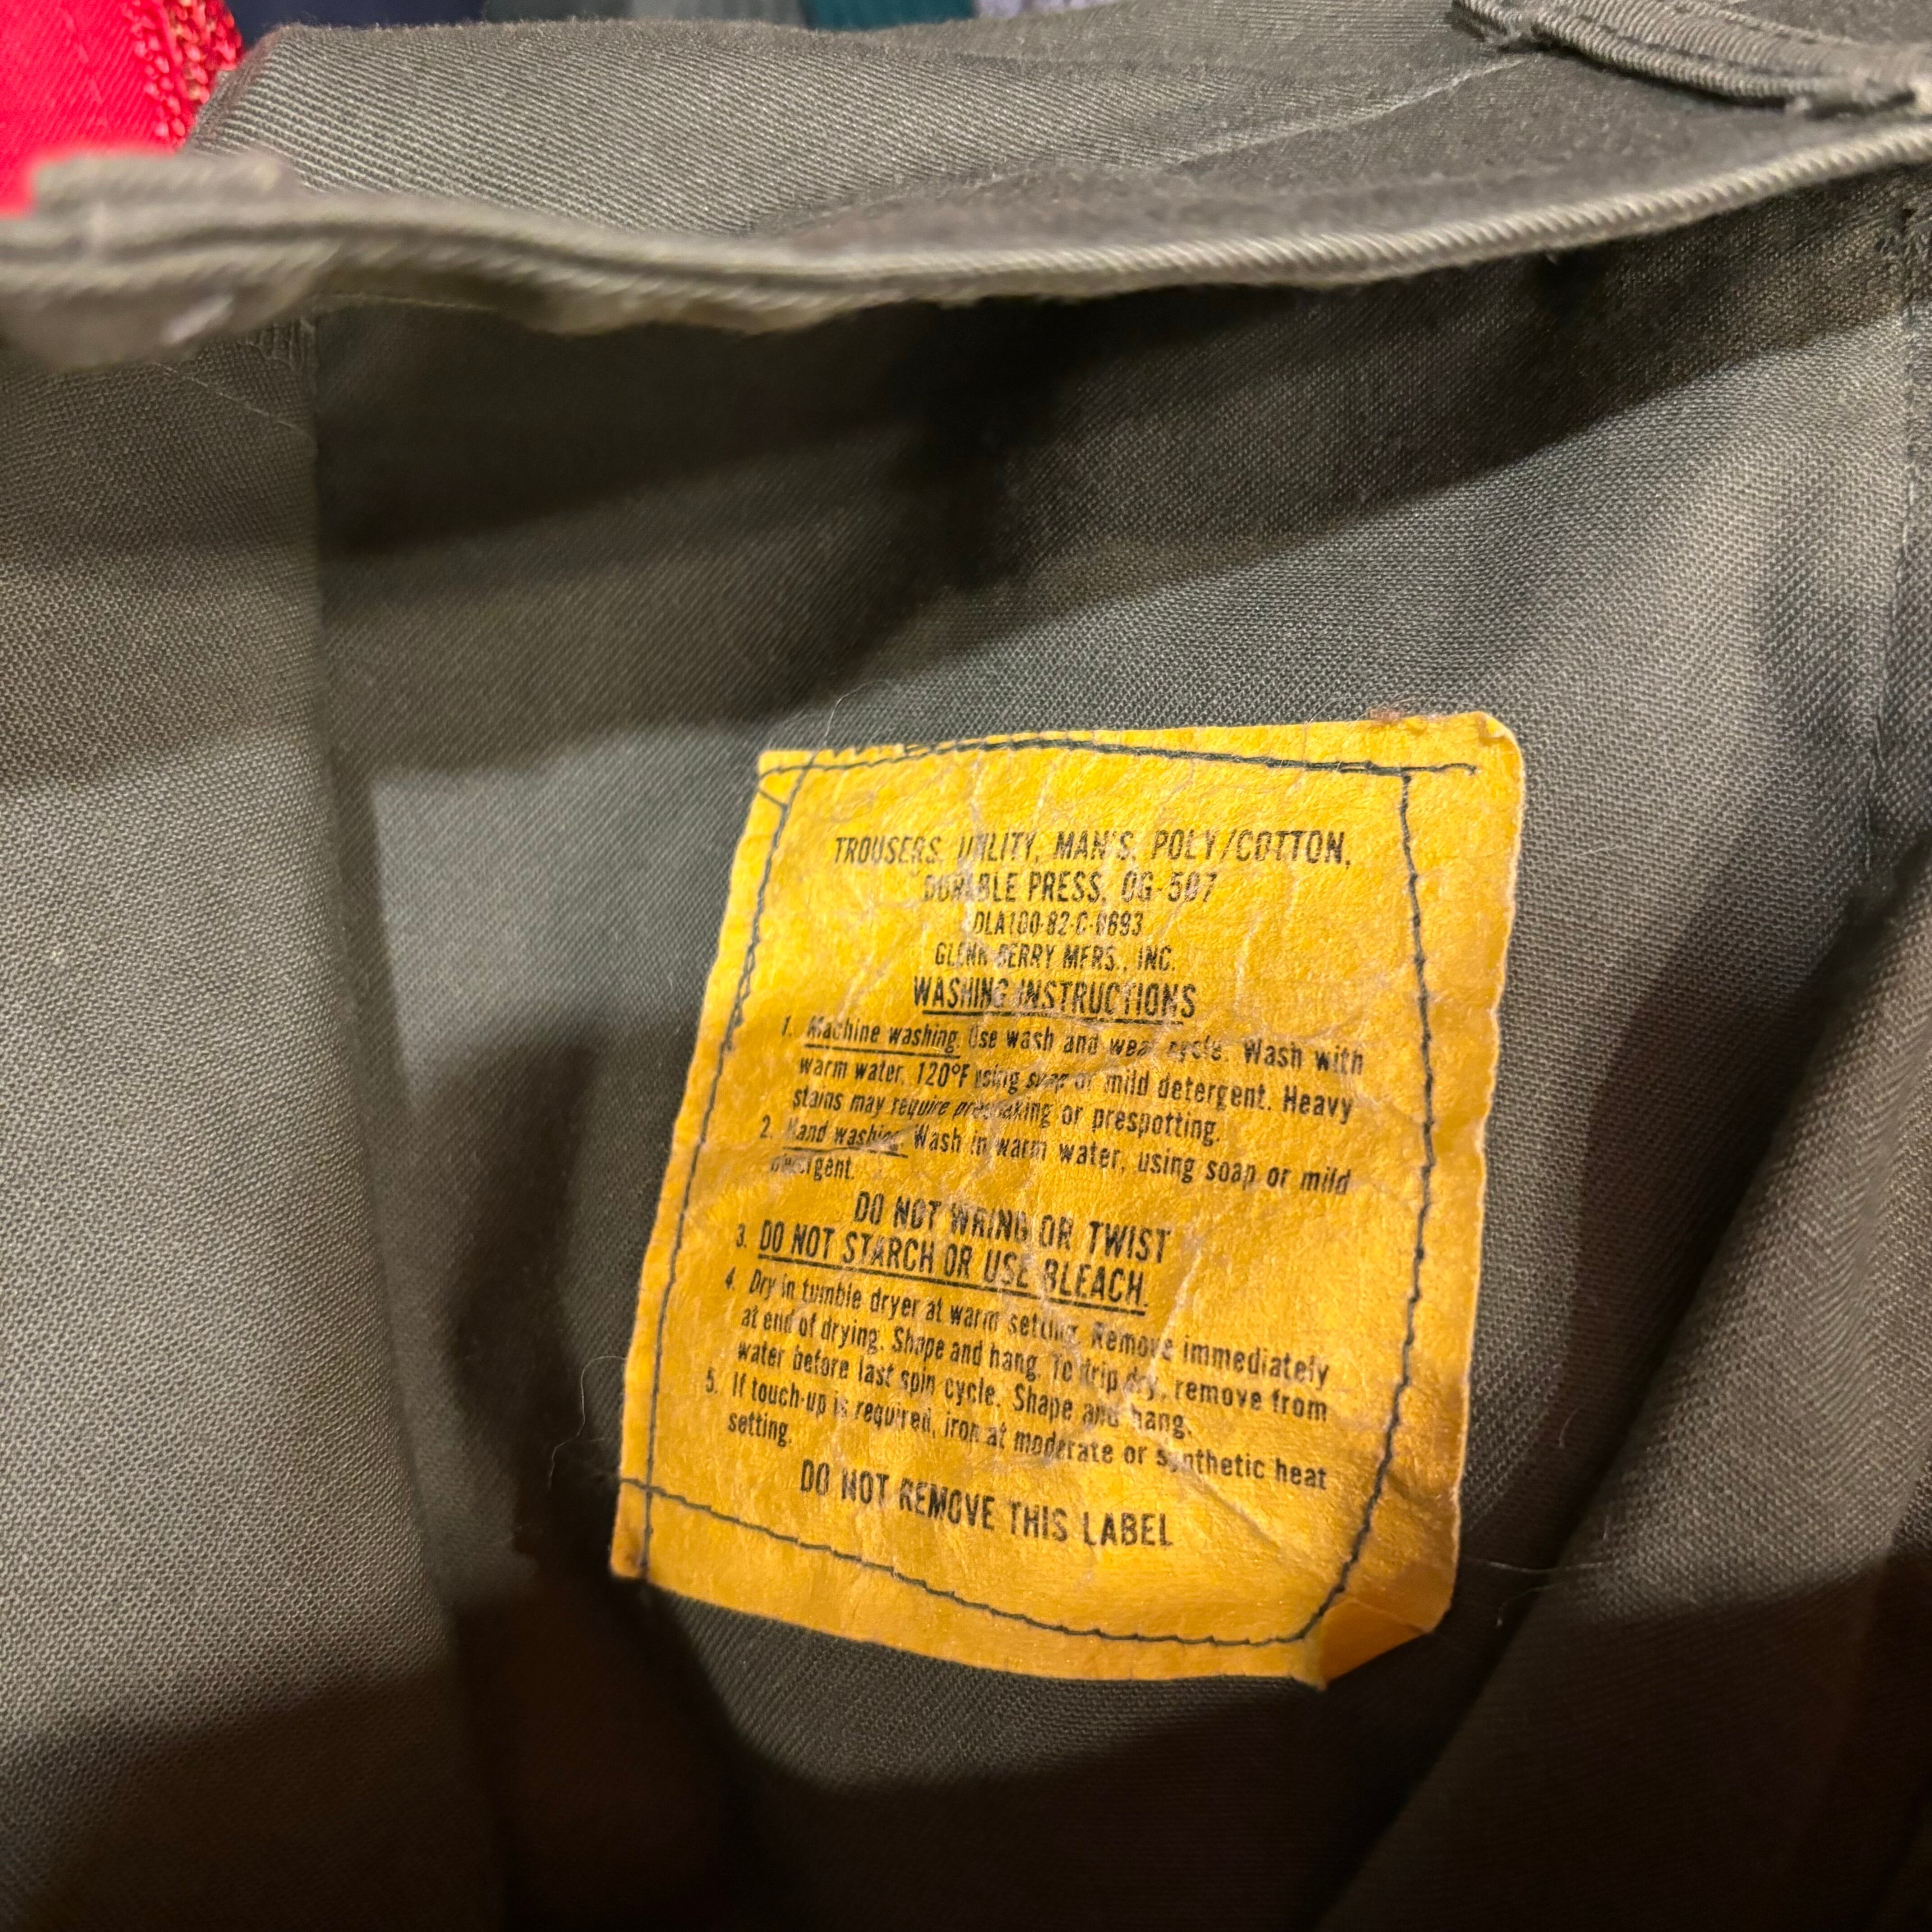 TROUSERS, UTILITY, MAN'S, POLY/COTTON,
DURABLE PRESS, OG-507
DLA100-82-C-0693
GLENN BERRY MFRS., INC.
WASHING INSTRUCTIONS
1. Machine washing. Use wash and wear cycle. Wash with
warm water, 120°F using soap or mild detergent. Heavy
stains may require presoaking or prespotting.
2. Hand washing. Wash in warm water, using soap or mild
detergent.
DO NOT WRING OR TWIST
3. DO NOT STARCH OR USE BLEACH.
4. Dry in tumble dryer at warm setting. Remove immediately
at end of drying. Shape and hang. To drip dry, remove from
water before last spin cycle. Shape and hang.
5. If touch-up is required, iron at moderate or synthetic heat
setting.
DO NOT REMOVE THIS LABEL